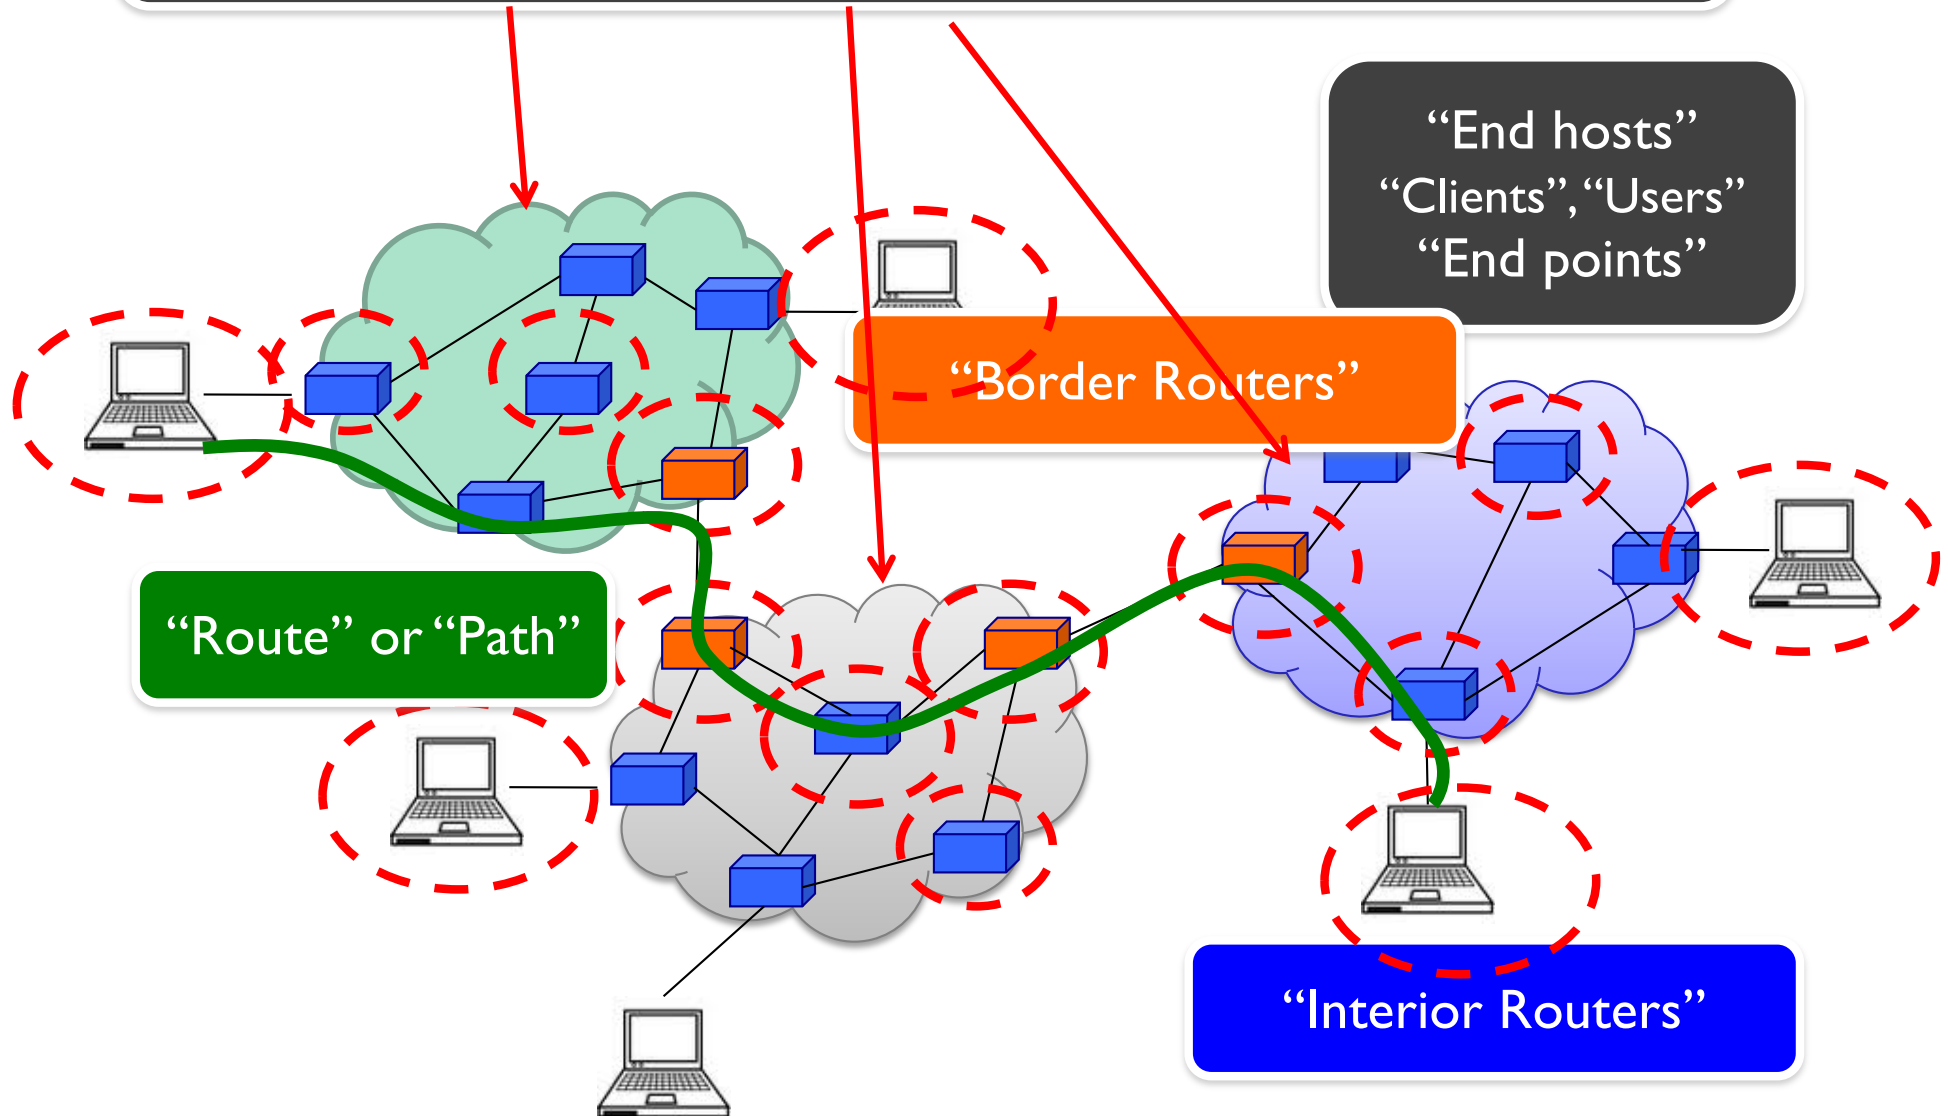 “End hosts”
“Clients”, “Users”
“End points”
“Border Routers”
“Route” or “Path”
“Interior Routers”